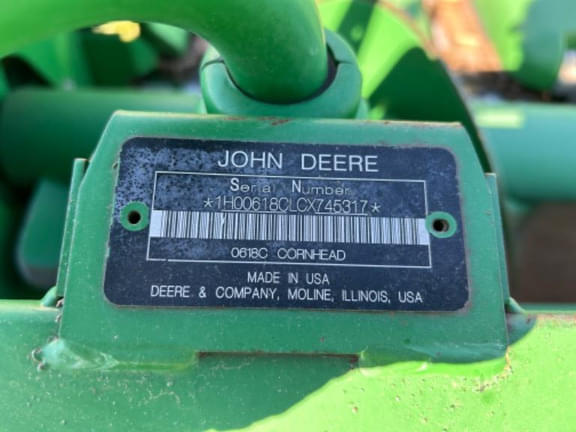 JOHN DEERE
Serial Number
*1H00618CLCX745317*
0618C CORNHEAD
MADE IN USA
DEERE & COMPANY, MOLINE, ILLINOIS, USA